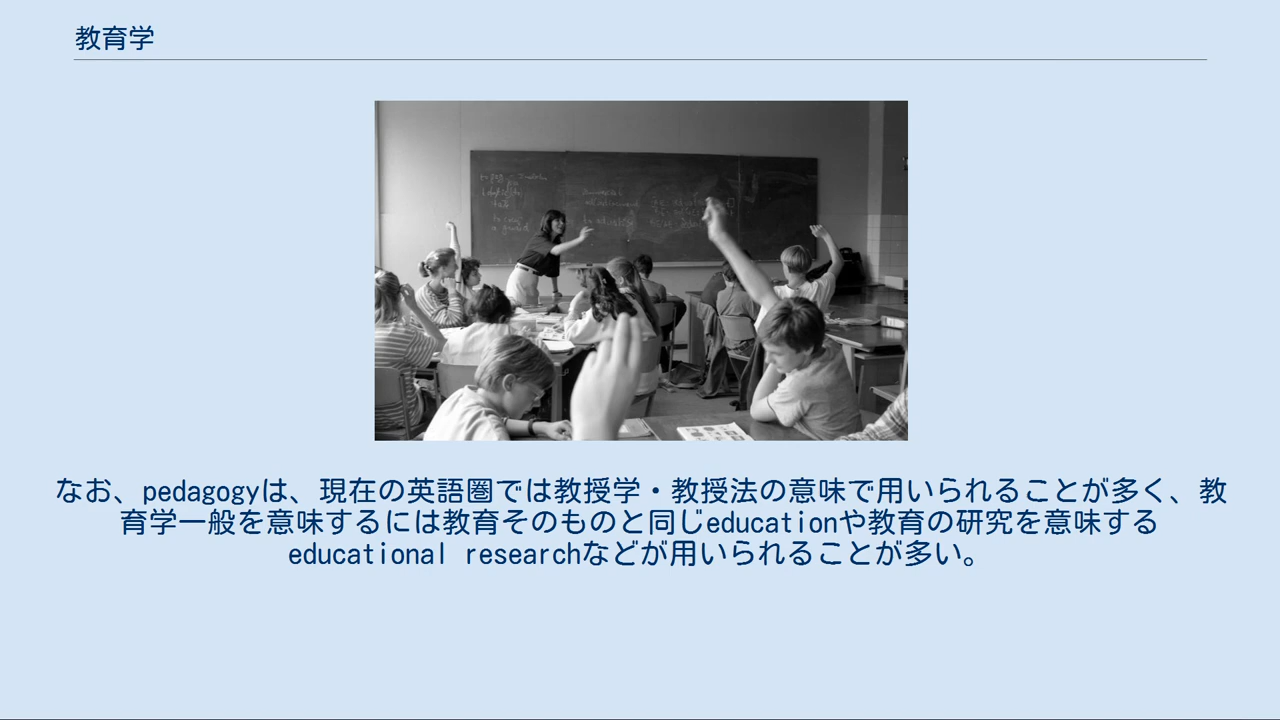 教育学
なお、pedagogyは、現在の英語圏では教授学・教授法の意味で用いられることが多く、教
育学一般を意味するには教育そのものと同じeducationや教育の研究を意味する
educational researchなどが用いられることが多い。